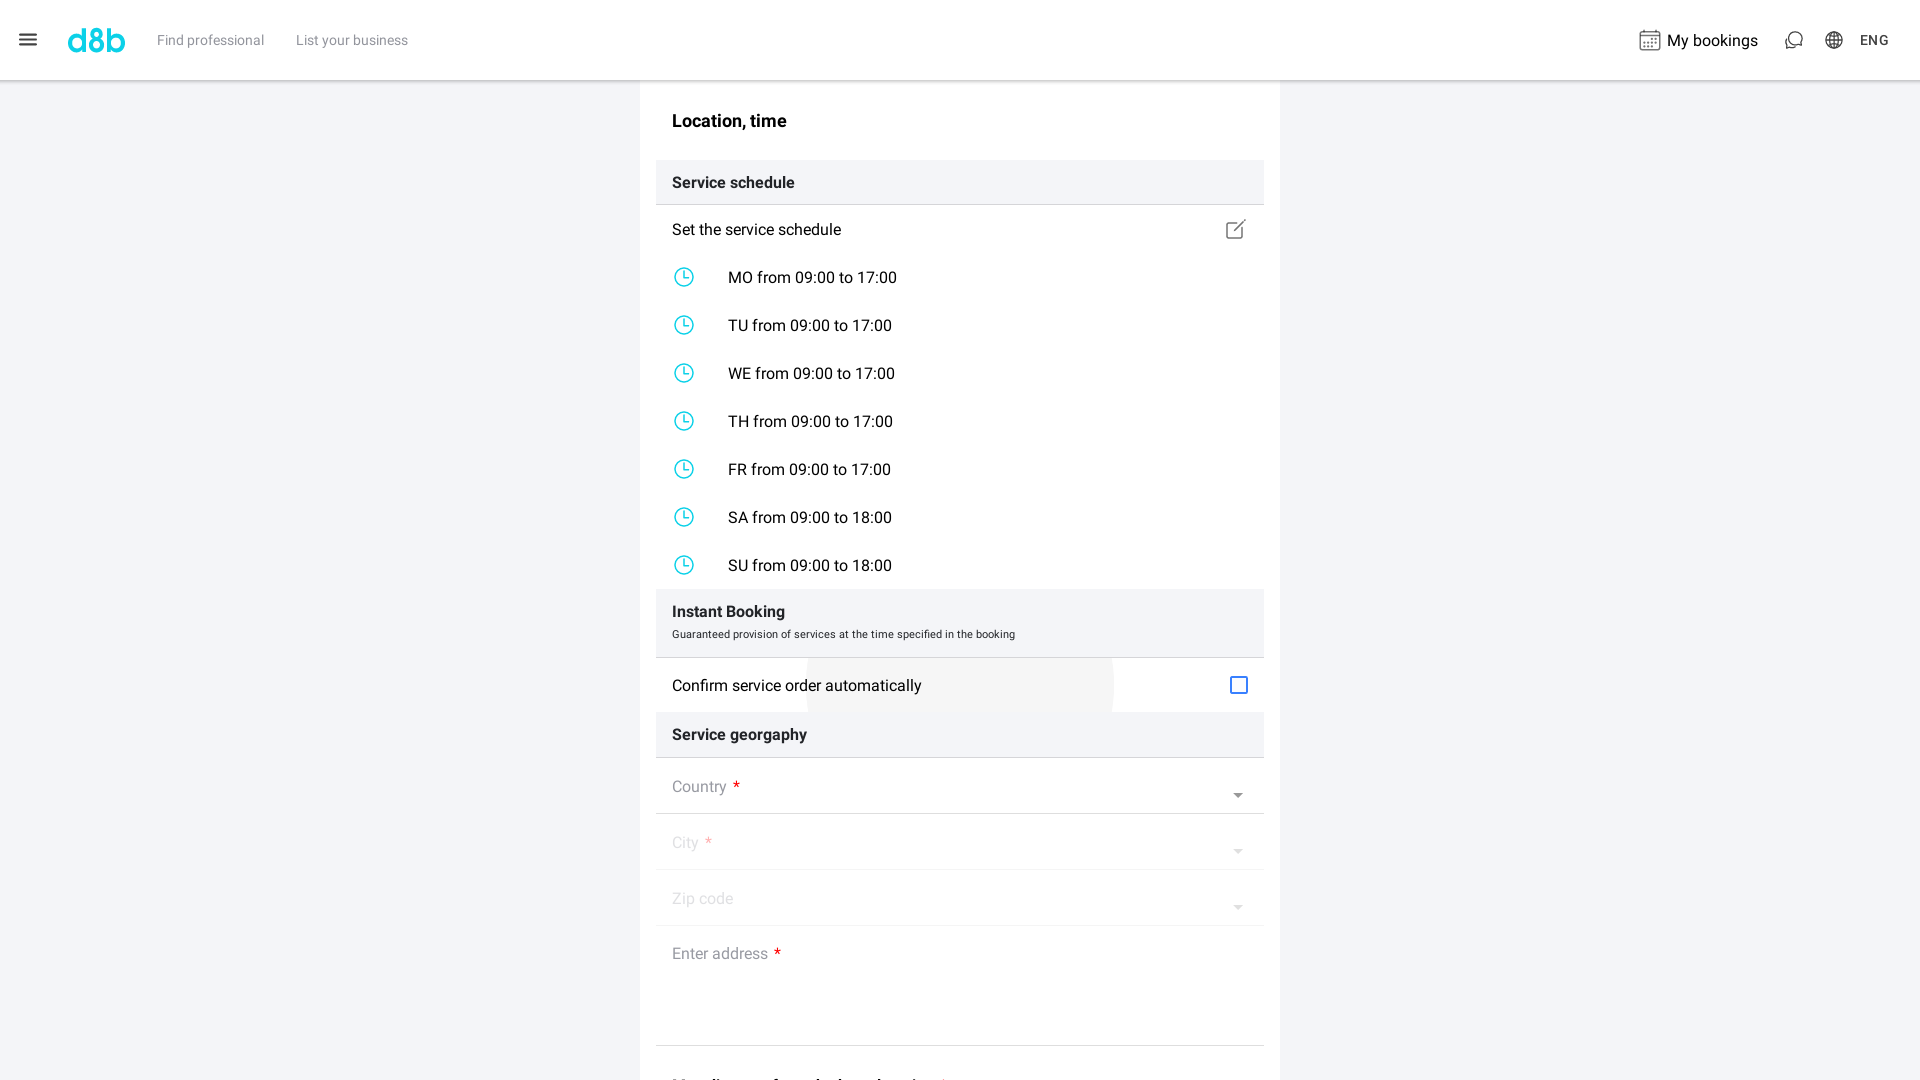 d8b Find professional List your business My bookings ENG
Location, time
Service schedule
Set the service schedule
MO from 09:00 to 17:00
TU from 09:00 to 17:00
WE from 09:00 to 17:00
TH from 09:00 to 17:00
FR from 09:00 to 17:00
SA from 09:00 to 18:00
SU from 09:00 to 18:00
Instant Booking
Guaranteed provision of services at the time specified in the booking
Confirm service order automatically
Service georgaphy
Country *
City *
Zip code
Enter address *